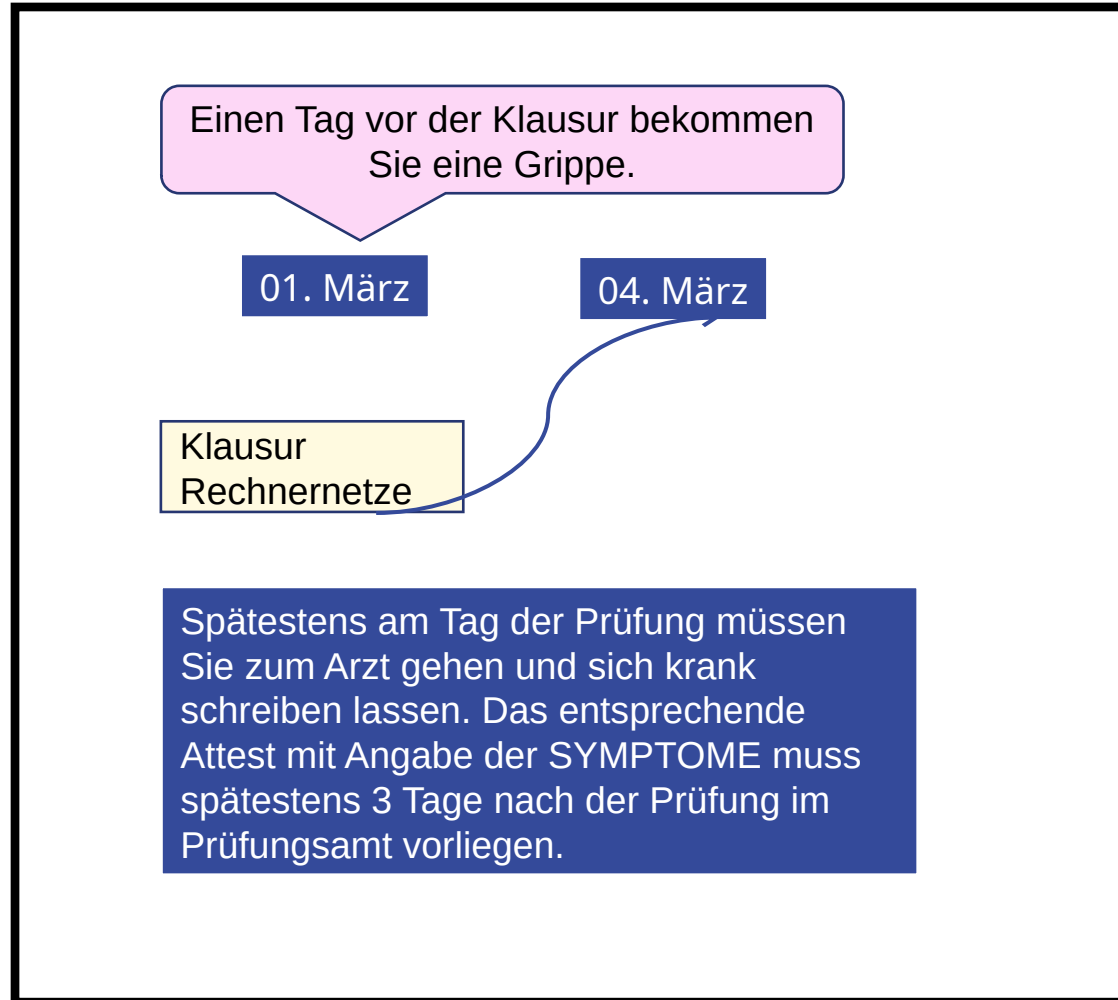 Einen Tag vor der Klausur bekommen
Sie eine Grippe.
01. März
04. März
Klausur
Rechnernetze
Spätestens am Tag der Prüfung müssen
Sie zum Arzt gehen und sich krank
schreiben lassen. Das entsprechende
Attest mit Angabe der SYMPTOME muss
spätestens 3 Tage nach der Prüfung im
Prüfungsamt vorliegen.